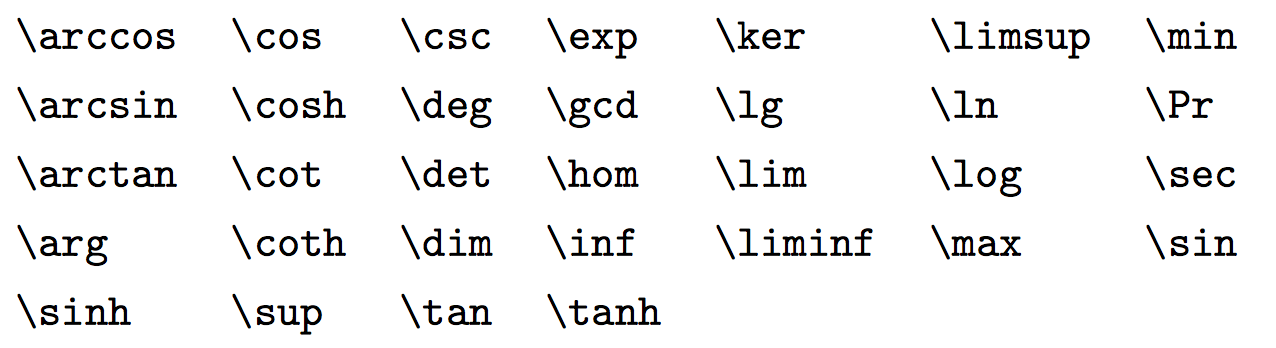 \arccos \cos \csc \exp \ker \limsup \min
\arcsin \cosh \deg \gcd \lg \ln \Pr
\arctan \cot \det \hom \lim \log \sec
\arg \coth \dim \inf \liminf \max \sin
\sinh \sup \tan \tanh